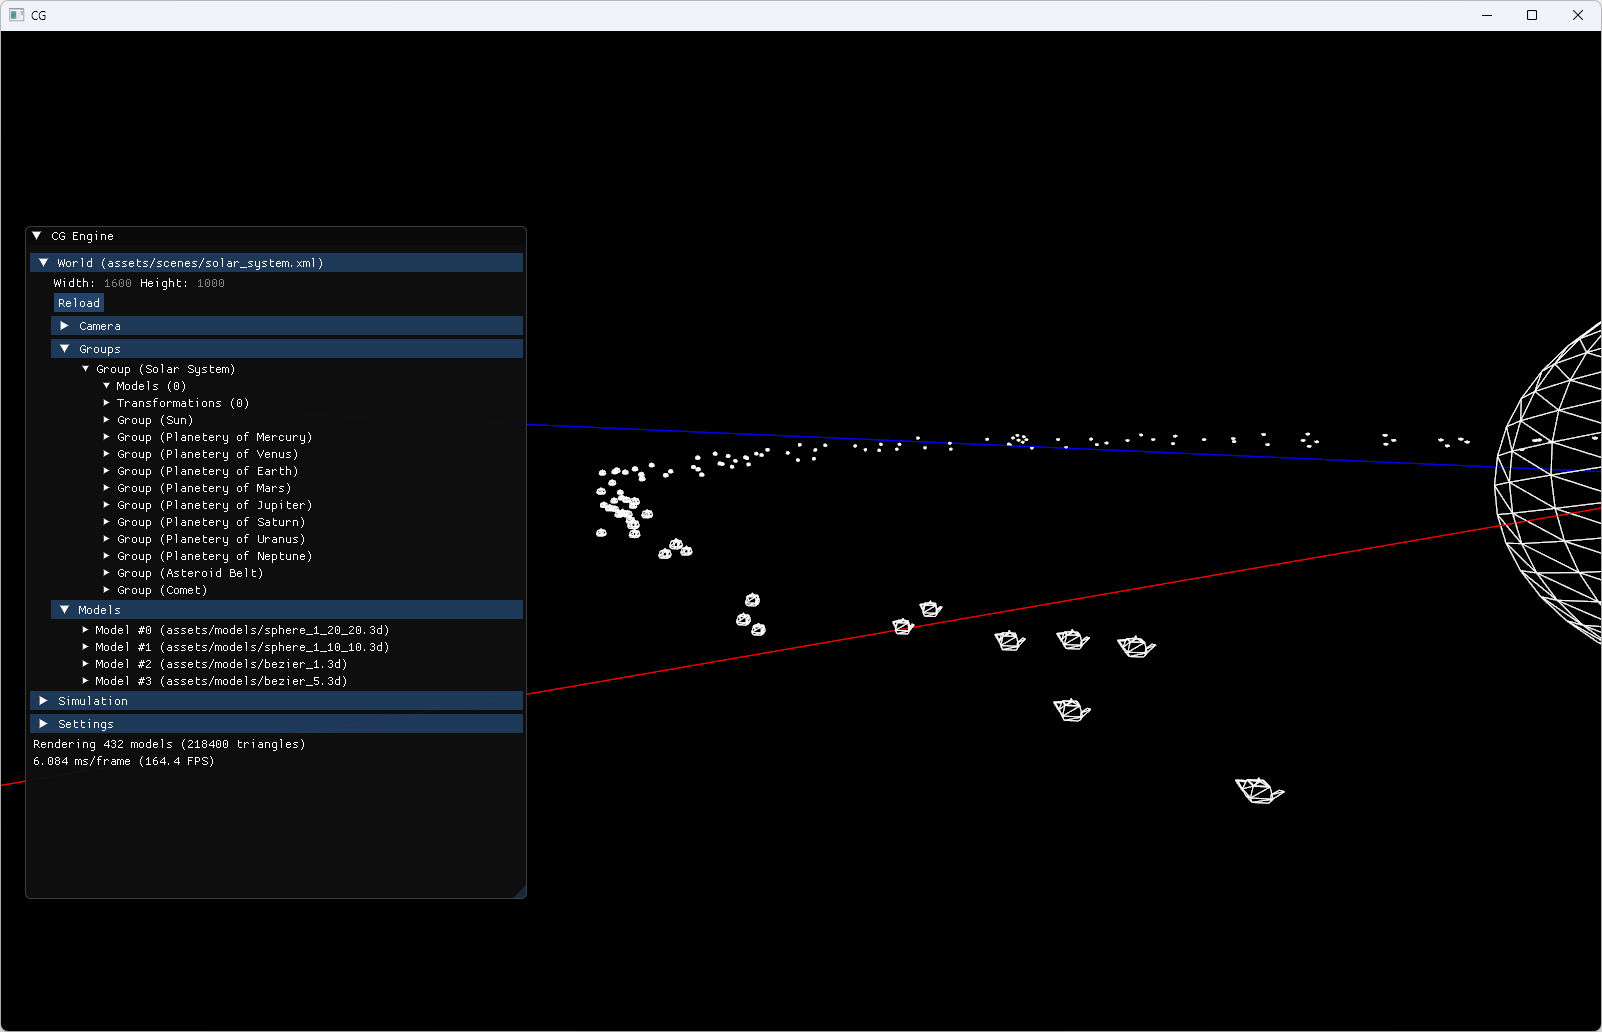 CG
CG Engine
World (assets/scenes/solar_system.xml)
Width: 1600 Height: 1000
Reload
Camera
Groups
Group (Solar System)
Models (0)
Transformations (0)
Group (Sun)
Group (Planetery of Mercury)
Group (Planetery of Venus)
Group (Planetery of Earth)
Group (Planetery of Mars)
Group (Planetery of Jupiter)
Group (Planetery of Saturn)
Group (Planetery of Uranus)
Group (Planetery of Neptune)
Group (Asteroid Belt)
Group (Comet)
Models
Model #0 (assets/models/sphere_1_20_20.3d)
Model #1 (assets/models/sphere_1_10_10.3d)
Model #2 (assets/models/bezier_1.3d)
Model #3 (assets/models/bezier_5.3d)
Simulation
Settings
Rendering 432 models (218400 triangles)
6.084 ms/frame (164.4 FPS)